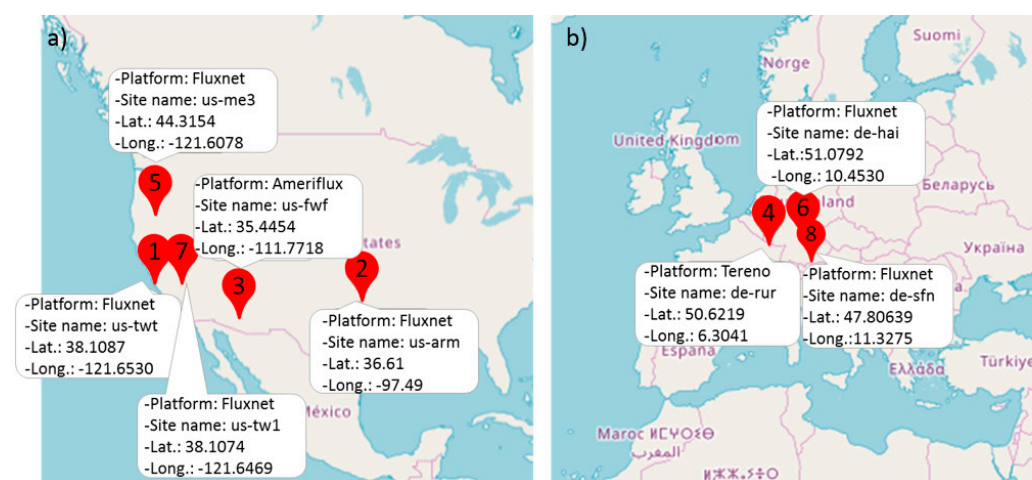 a)
-Platform: Fluxnet
-Site name: us-me3
-Lat.: 44.3154
-Long.: -121.6078
5
-Platform: Ameriflux
-Site name: us-fwf
-Lat.: 35.4454
-Long.: -111.7718
tates
1
7
2
3
-Platform: Fluxnet
-Site name: us-twt
-Lat.: 38.1087
-Long.: -121.6530
-Platform: Fluxnet
-Site name: us-arm
-Lat.: 36.61
-Long.: -97.49
-Platform: Fluxnet
-Site name: us-tw1
-Lat.: 38.1074
-Long.: -121.6469
México
b)
Suomi
Norge
United Kingdom
-Platform: Fluxnet
-Site name: de-hai
-Lat.:51.0792
-Long.: 10.4530
Беларусь
4
6
land
8
Україна
-Platform: Tereno
-Site name: de-rur
-Lat.: 50.6219
-Long.: 6.3041
-Platform: Fluxnet
-Site name: de-sfn
-Lat.: 47.80639
-Long.:11.3275
España
Ελλάδα
Türkiye
Maroc ⵍⵎⵖⵔⵉⴱ
المغرب